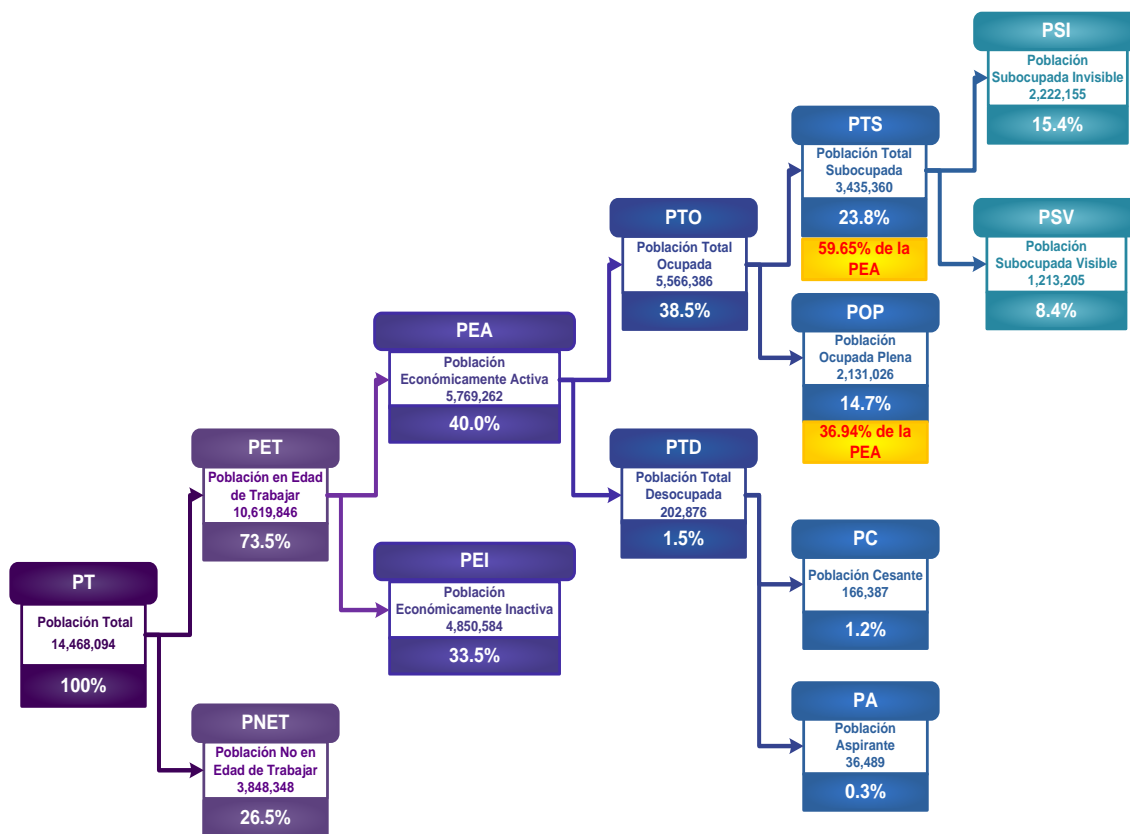 PT
Población Total
14,468,094
100%
PET
Población en Edad
de Trabajar
10,619,846
73.5%
PNET
Población No en
Edad de Trabajar
3,848,348
26.5%
PEA
Población
Económicamente Activa
5,769,262
40.0%
PEI
Población
Económicamente Inactiva
4,850,584
33.5%
PTO
Población Total
Ocupada
5,566,386
38.5%
PTD
Población Total
Desocupada
202,876
1.5%
PTS
Población Total
Subocupada
3,435,360
23.8%
59.65% de la
PEA
POP
Población
Ocupada Plena
2,131,026
14.7%
36.94% de la
PEA
PC
Población Cesante
166,387
1.2%
PA
Población
Aspirante
36,489
0.3%
PSI
Población
Subocupada Invisible
2,222,155
15.4%
PSV
Población
Subocupada Visible
1,213,205
8.4%